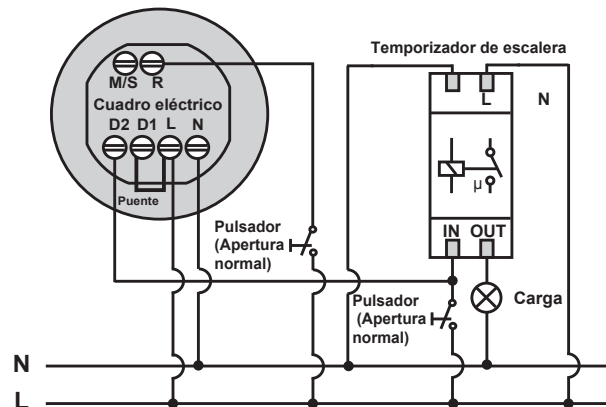 Temporizador de escalera
M/S R
Cuadro eléctrico
D2 D1 L N
Puente
L N
μ
IN OUT
Pulsador
(Apertura
normal)
Pulsador
(Apertura
normal)
Carga
N
L